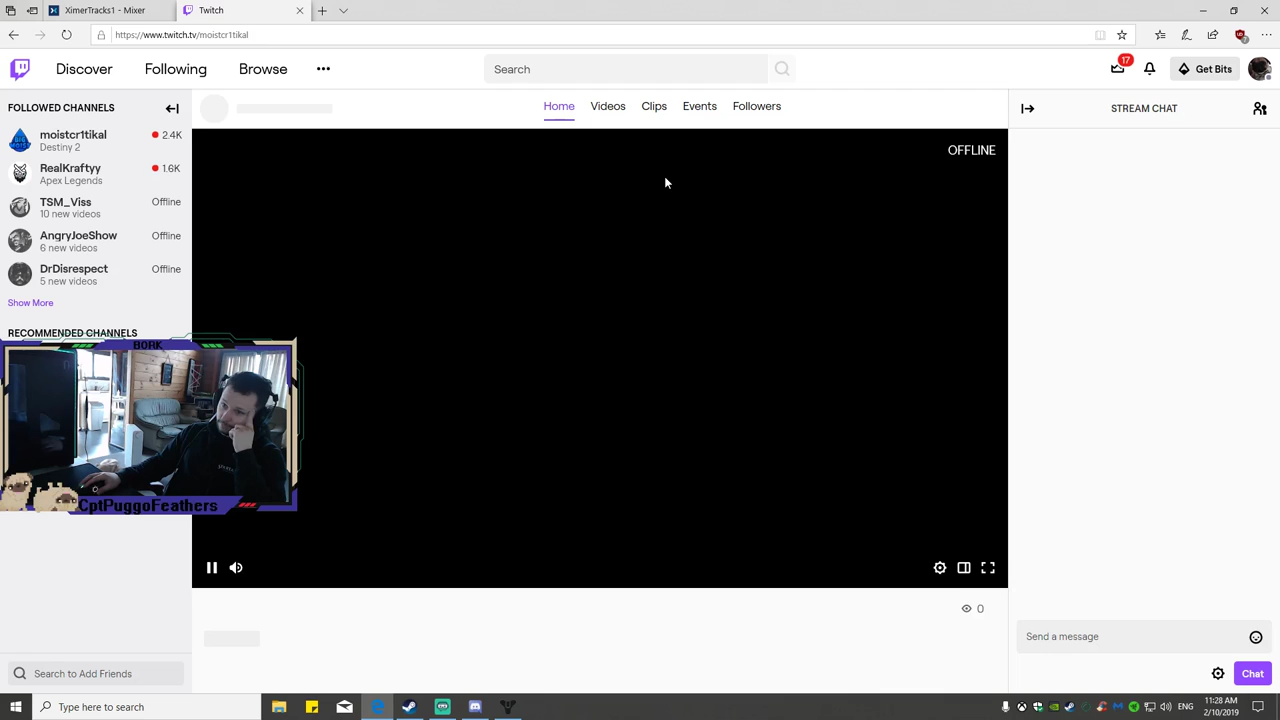 XimerTracks1 - Mixer
Twitch
https://www.twitch.tv/moistcr1tikal
Discover
Following
Browse
Search
17
Get Bits
FOLLOWED CHANNELS
Home
Videos
Clips
Events
Followers
STREAM CHAT
moistcr1tikal
2.4K
Destiny 2
RealKraftyy
1.6K
Apex Legends
TSM_Viss
Offline
10 new videos
AngryJoeShow
Offline
6 new videos
DrDisrespect
Offline
5 new videos
Show More
RECOMMENDED CHANNELS
OFFLINE
BORK
CptPuggoFeathers
0
Send a message
Chat
Search to Add Friends
Type here to search
ENG
11:28 AM
2/10/2019